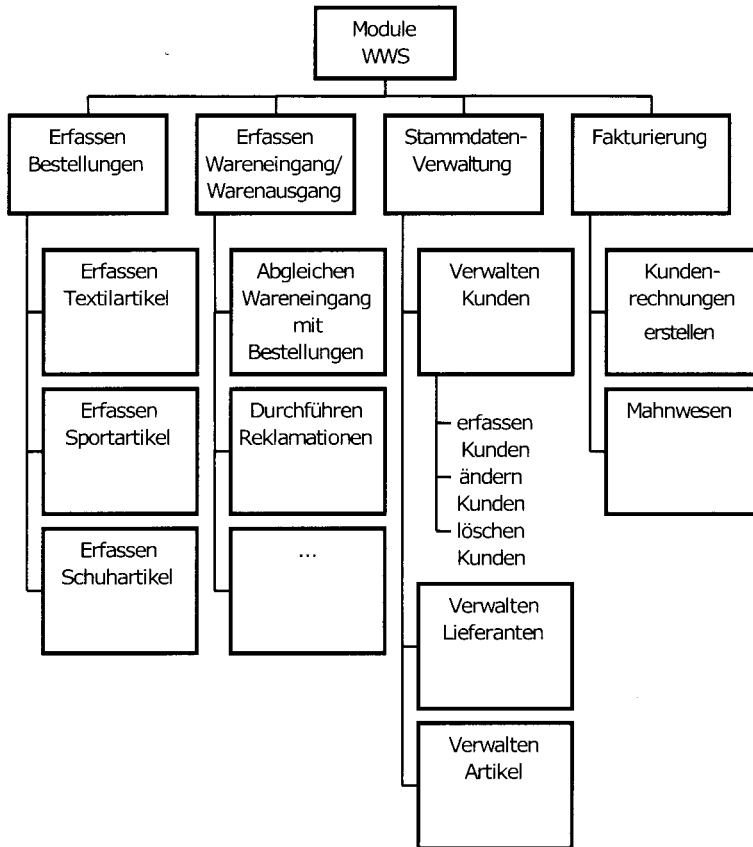 Module
WWS
Erfassen
Bestellungen
Erfassen
Wareneingang/
Warenausgang
Stammdaten-
Verwaltung
Fakturierung
Erfassen
Textilartikel
Erfassen
Sportartikel
Erfassen
Schuhartikel
Abgleichen
Wareneingang
mit
Bestellungen
Durchführen
Reklamationen
...
Verwalten
Kunden
erfassen
Kunden
ändern
Kunden
löschen
Kunden
Verwalten
Lieferanten
Verwalten
Artikel
Kunden-
rechnungen
erstellen
Mahnwesen